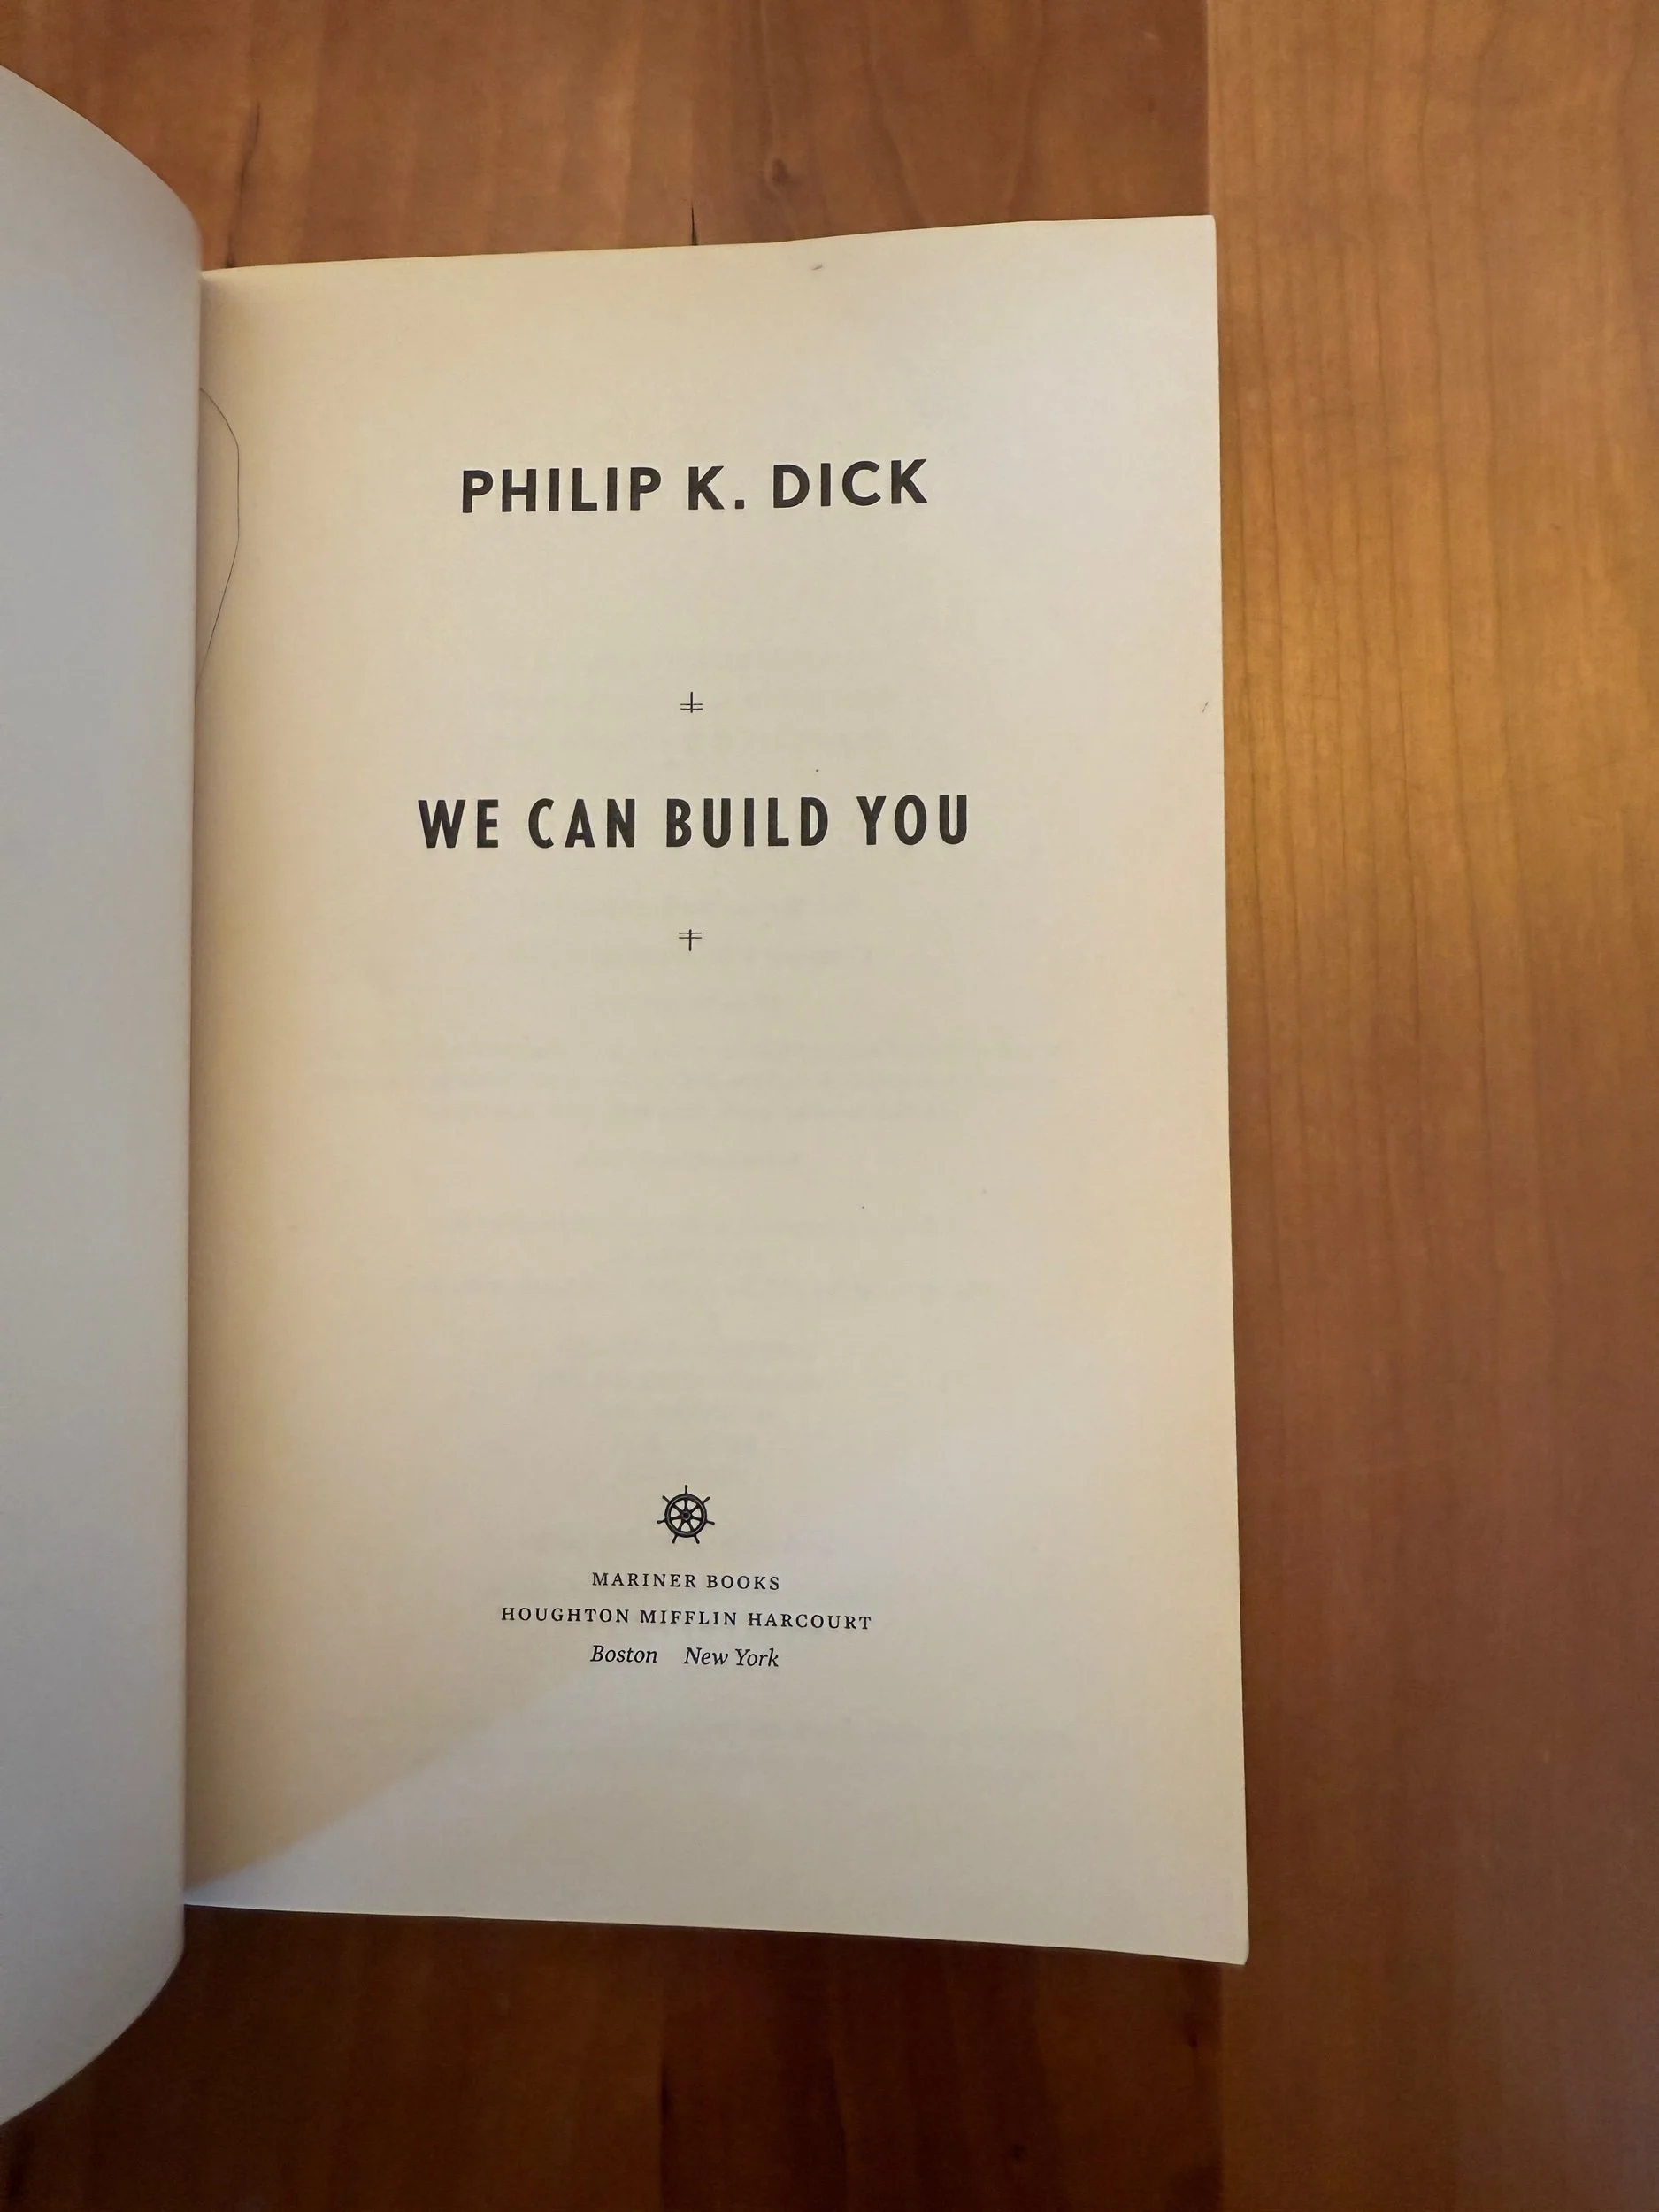 PHILIP K. DICK
WE CAN BUILD YOU
MARINER BOOKS
HOUGHTON MIFFLIN HARCOURT
Boston New York